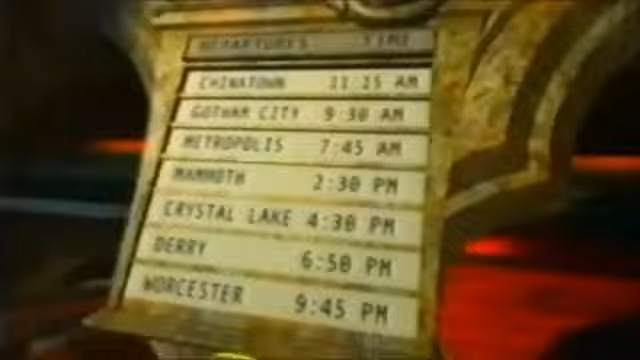 DEPARTURES TIME
CHINATOWN 11:15 AM
GOTHAM CITY 9:30 AM
METROPOLIS 7:45 AM
MAMMOTH 2:30 PM
CRYSTAL LAKE 4:30 PM
DERRY 6:50 PM
WORCESTER 9:45 PM